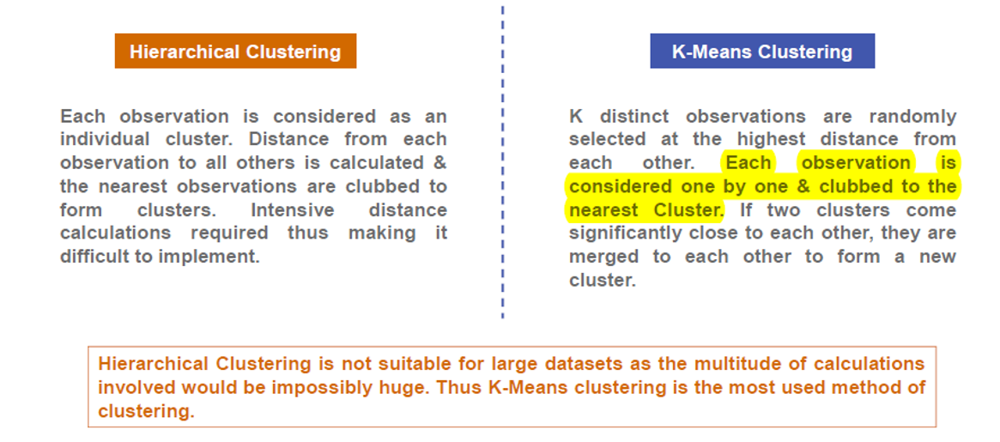 Hierarchical Clustering
Each observation is considered as an
individual cluster. Distance from each
observation to all others is calculated &
the nearest observations are clubbed to
form clusters. Intensive distance
calculations required thus making it
difficult to implement.
K-Means Clustering
K distinct observations are randomly
selected at the highest distance from
each other. Each observation is
considered one by one & clubbed to the
nearest Cluster. If two clusters come
significantly close to each other, they are
merged to each other to form a new
cluster.
Hierarchical Clustering is not suitable for large datasets as the multitude of calculations
involved would be impossibly huge. Thus K-Means clustering is the most used method of
clustering.